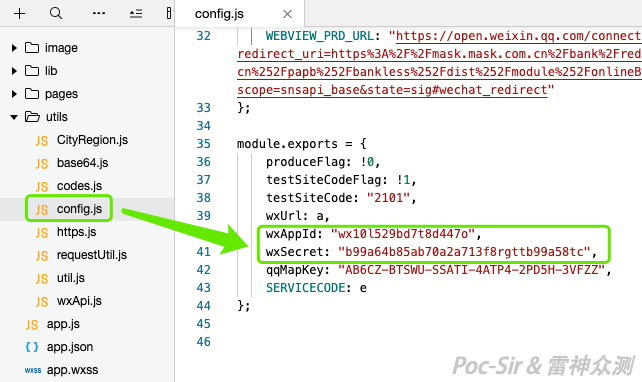 config.js
image
lib
pages
utils
JS CityRegion.js
JS base64.js
JS codes.js
JS config.js
JS https.js
JS requestUtil.js
JS util.js
JS wxApi.js
JS app.js
app.json
wxss app.wxss
32 WEBVIEW_PRD_URL: "https://open.weixin.qq.com/connect
redirect_uri=https%3A%2F%2Fmask.mask.com.cn%2Fbank%2Fred
cn%252Fpapb%252Fbankless%252Fdist%252Fmodule%252FonlineB
scope=snsapi_base&state=sig#wechat_redirect"
33 };
34
35 module.exports = {
36 produceFlag: !0,
37 testSiteCodeFlag: !1,
38 testSiteCode: "2101",
39 wxUrl: a,
40 wxAppId: "wx10l529bd7t8d447o",
41 wxSecret: "b99a64b85ab70a2a713f8rgttb99a58tc",
42 qqMapKey: "AB6CZ-BTSWU-SSATI-4ATP4-2PD5H-3VFZZ",
43 SERVICECODE: e
44 };
45
46
Poc-Sir & 雷神众测